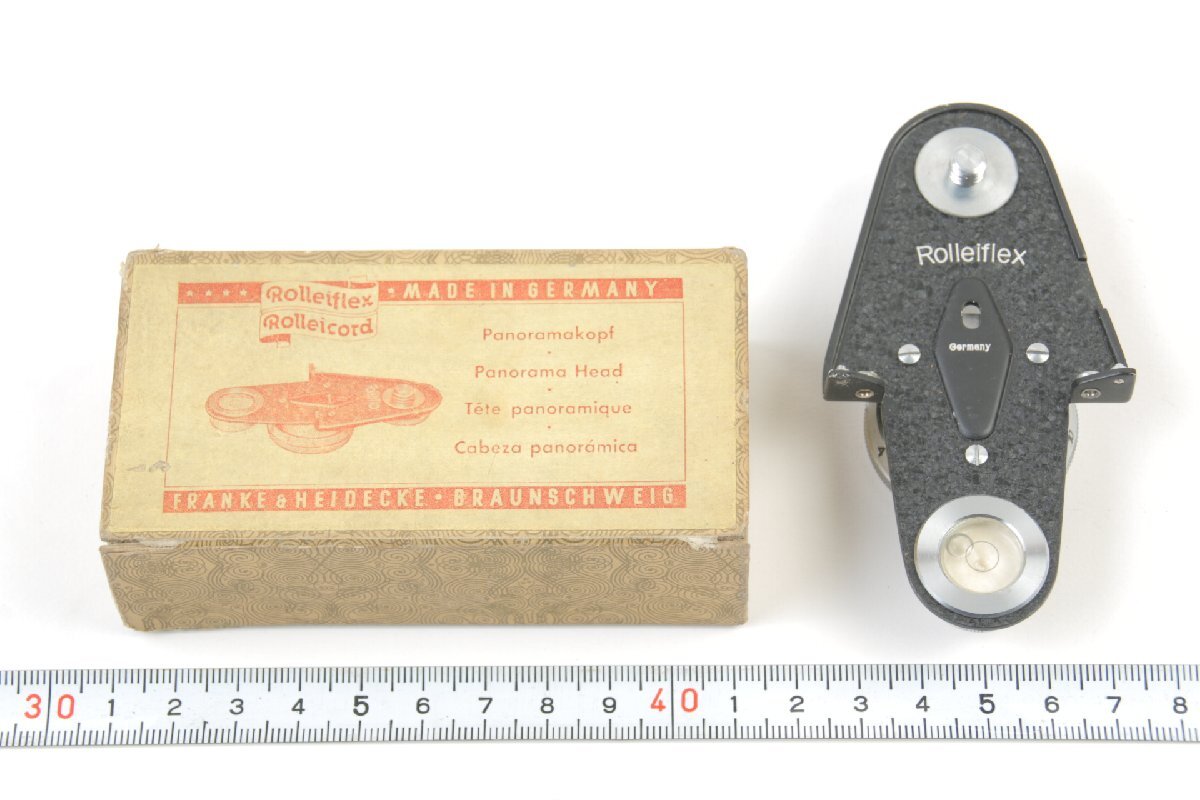 Rolleiflex
Rolleicord
★★★★ ★ MADE IN GERMANY
Panoramakopf
Panorama Head
Tête panoramique
Cabeza panorámica
FRANKE & HEIDECKE • BRAUNSCHWEIG
Rolleiflex
Germany
30 1 2 3 4 5 6 7 8 9 40 1 2 3 4 5 6 7 8